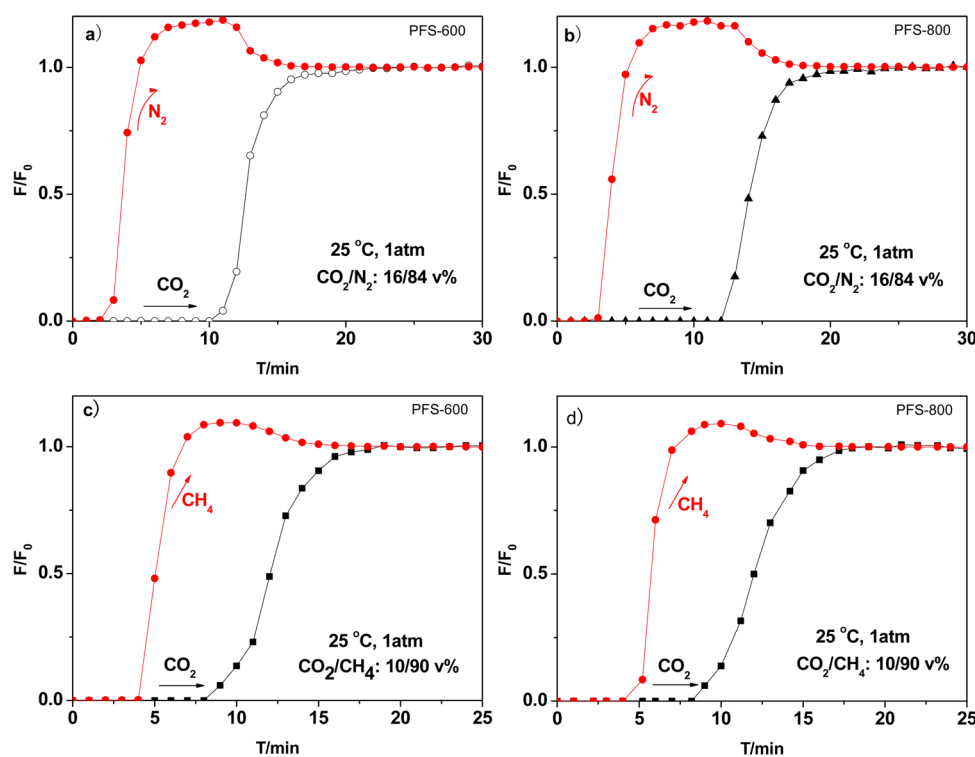 a)
PFS-600
1.0
0.5
0.0
F/F0
N2
CO2
25 °C, 1atm
CO2/N2: 16/84 v%
0
10
20
30
T/min
b)
PFS-800
1.0
0.5
0.0
F/F0
N2
CO2
25 °C, 1atm
CO2/N2: 16/84 v%
0
10
20
30
T/min
c)
PFS-600
1.0
0.5
0.0
F/F0
CH4
CO2
25 °C, 1atm
CO2/CH4: 10/90 v%
0
5
10
15
20
25
T/min
d)
PFS-800
1.0
0.5
0.0
F/F0
CH4
CO2
25 °C, 1atm
CO2/CH4: 10/90 v%
0
5
10
15
20
25
T/min